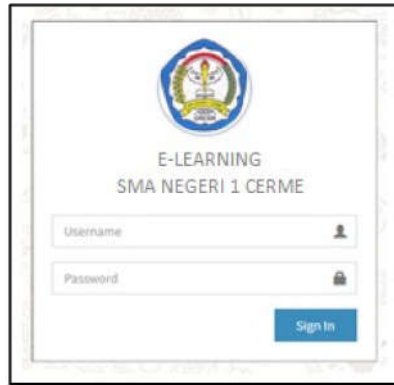 E-LEARNING
SMA NEGERI 1 CERME
Username
Password
Sign In